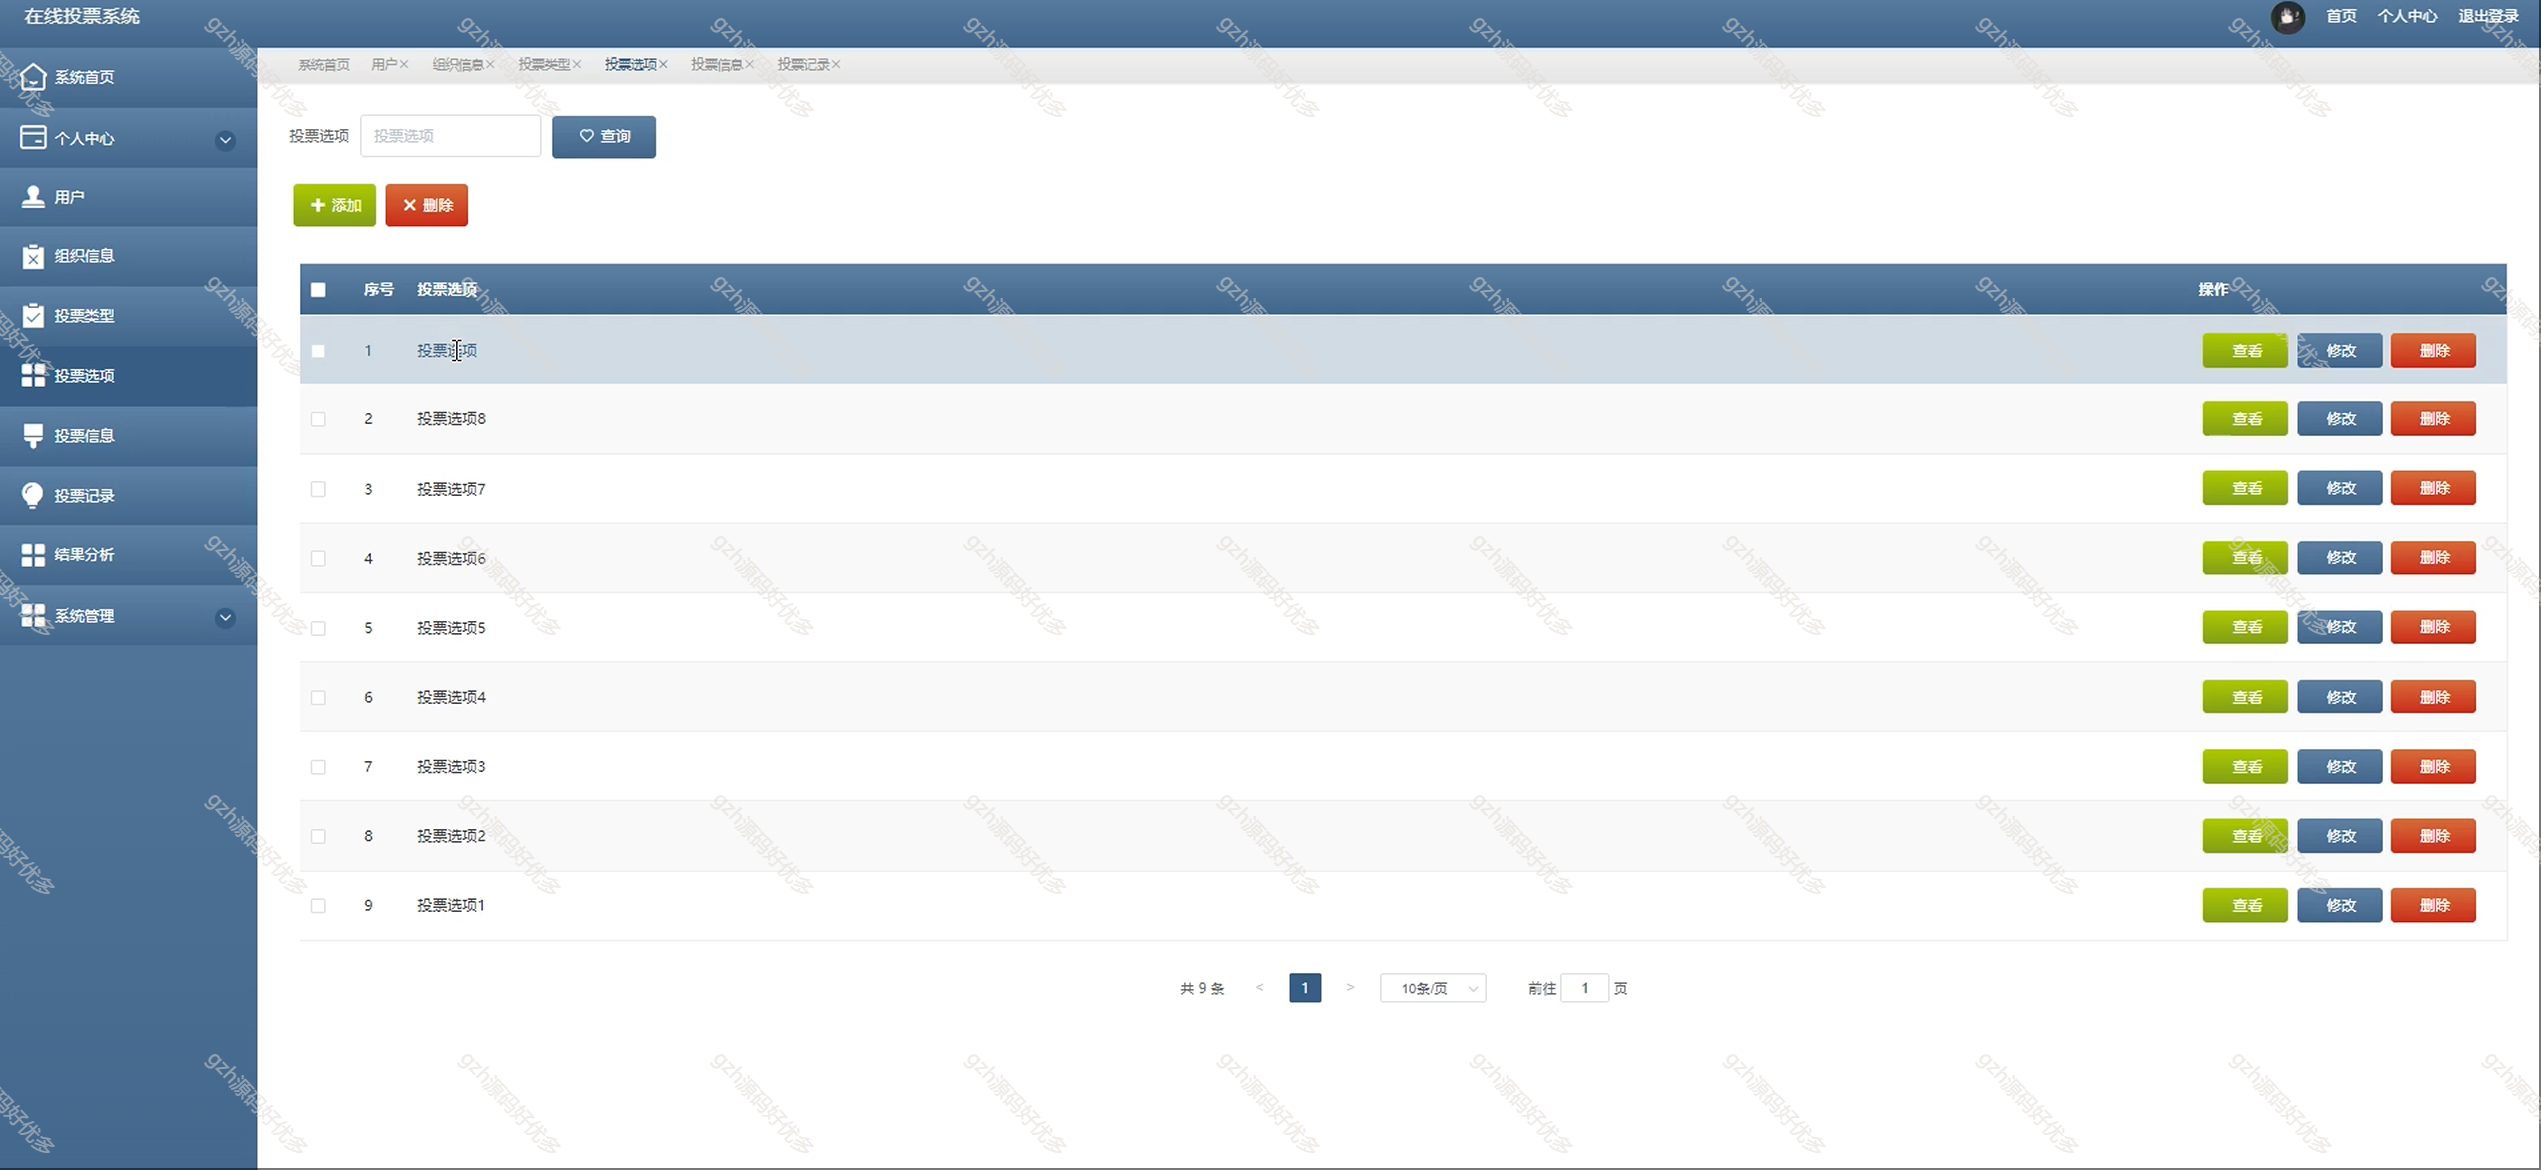 在线投票系统
首页 个人中心 退出登录
系统首页
个人中心
用户
组织信息
投票类型
投票选项
投票信息
投票记录
结果分析
系统管理
系统首页 用户× 组织信息× 投票类型× 投票选项× 投票信息× 投票记录×
投票选项 投票选项 查询
添加 删除
序号 投票选项 操作
1 投票选项 查看 修改 删除
2 投票选项8 查看 修改 删除
3 投票选项7 查看 修改 删除
4 投票选项6 查看 修改 删除
5 投票选项5 查看 修改 删除
6 投票选项4 查看 修改 删除
7 投票选项3 查看 修改 删除
8 投票选项2 查看 修改 删除
9 投票选项1 查看 修改 删除
共 9 条 < 1 > 10条/页 前往 1 页
gzh源码好优多